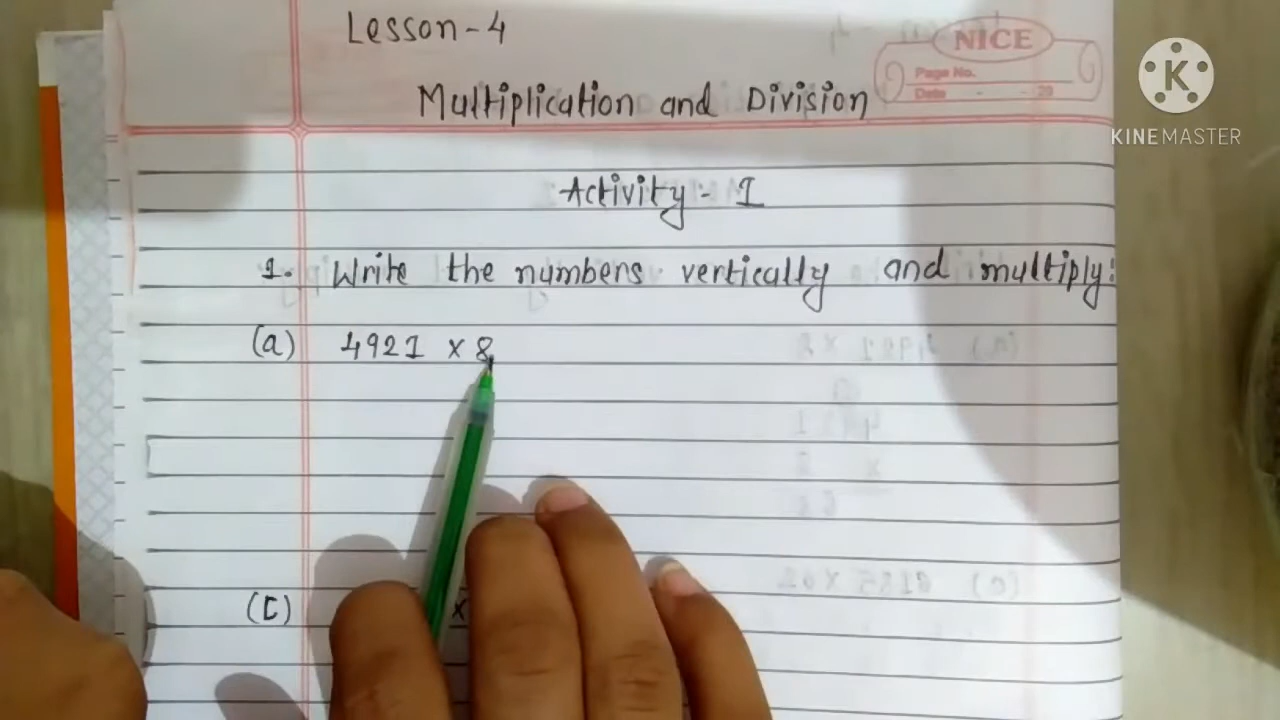 Lesson-4
NICE
Page No.
Date - - 20
Multiplication and Division
KINEMASTER
Activity - I
1. Write the numbers vertically and multiply:
(a) 4921 × 8
(C) ×